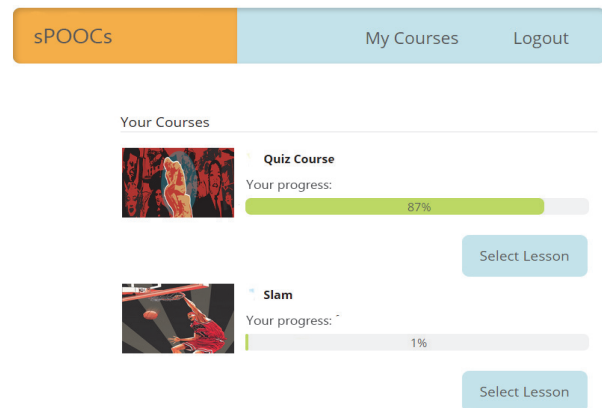 sPOOCs
My Courses
Logout
Your Courses
Quiz Course
Your progress:
87%
Select Lesson
Slam
Your progress:
1%
Select Lesson